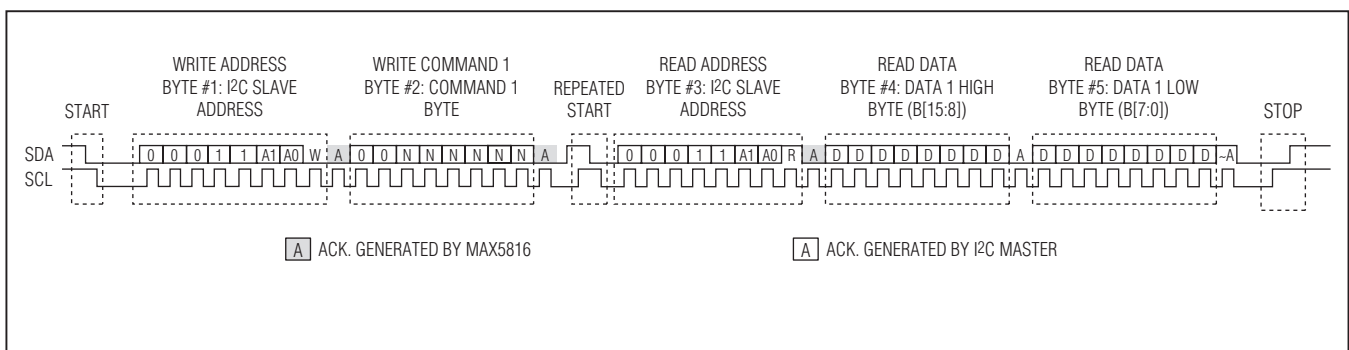 START
WRITE ADDRESS
BYTE #1: I2C SLAVE
ADDRESS
WRITE COMMAND 1
BYTE #2: COMMAND 1
BYTE
REPEATED
START
READ ADDRESS
BYTE #3: I2C SLAVE
ADDRESS
READ DATA
BYTE #4: DATA 1 HIGH
BYTE (B[15:8])
READ DATA
BYTE #5: DATA 1 LOW
BYTE (B[7:0])
STOP
SDA 0 0 0 1 1 A1 A0 W A 0 0 N N N N N N A 0 0 0 1 1 A1 A0 R A D D D D D D D D A D D D D D D D D ~A
SCL
A ACK. GENERATED BY MAX5816
A ACK. GENERATED BY I2C MASTER